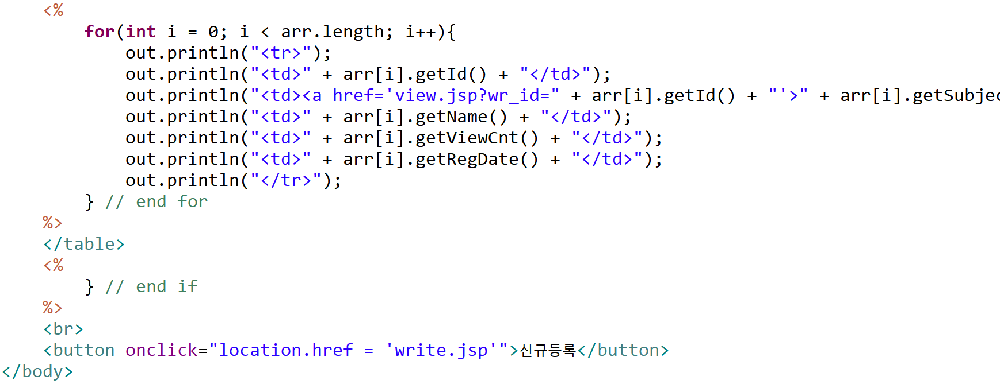 <%
for(int i = 0; i < arr.length; i++){
out.println("<tr>");
out.println("<td>" + arr[i].getId() + "</td>");
out.println("<td><a href='view.jsp?wr_id=" + arr[i].getId() + "'>" + arr[i].getSubjec
out.println("<td>" + arr[i].getName() + "</td>");
out.println("<td>" + arr[i].getViewCnt() + "</td>");
out.println("<td>" + arr[i].getRegDate() + "</td>");
out.println("</tr>");
} // end for
%>
</table>
<%
} // end if
%>
<br>
<button onclick="location.href = 'write.jsp'">신규등록</button>
</body>